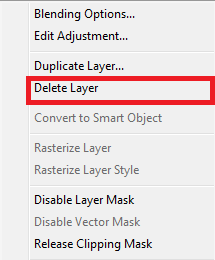 Blending Options...
Edit Adjustment...
Duplicate Layer...
Delete Layer
Convert to Smart Object
Rasterize Layer
Rasterize Layer Style
Disable Layer Mask
Disable Vector Mask
Release Clipping Mask